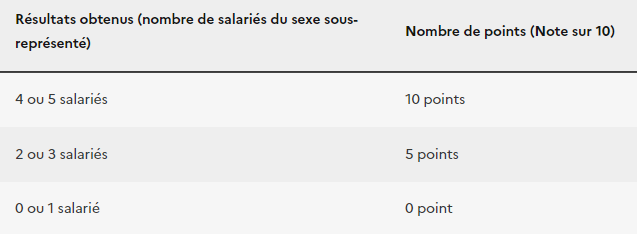 Résultats obtenus (nombre de salariés du sexe sous-
représenté)
Nombre de points (Note sur 10)
4 ou 5 salariés
10 points
2 ou 3 salariés
5 points
0 ou 1 salarié
0 point